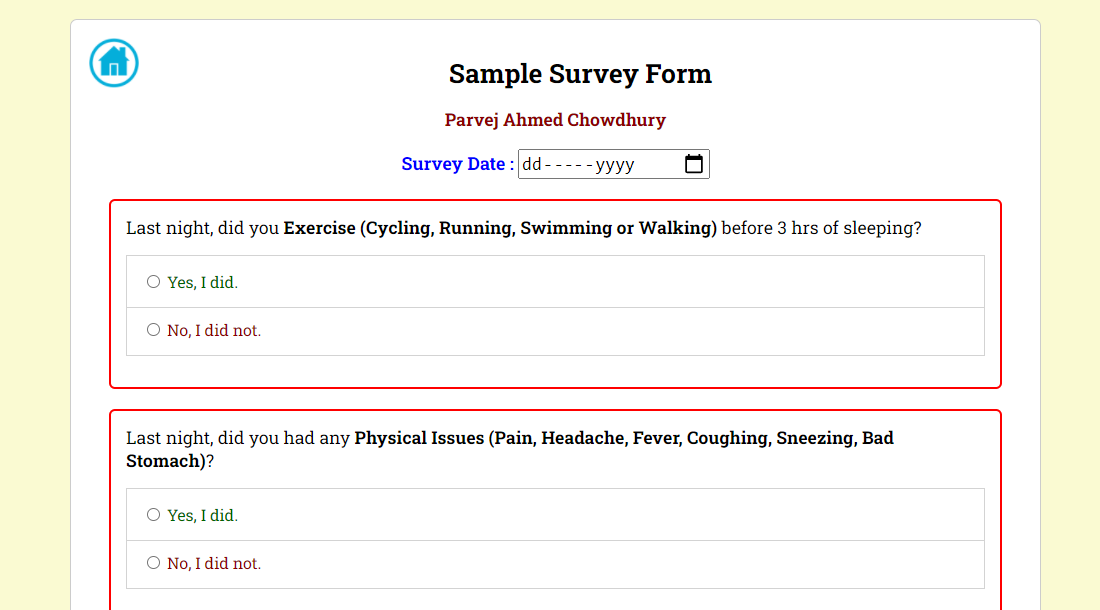 Sample Survey Form
Parvej Ahmed Chowdhury
Survey Date : dd-----yyyy
Last night, did you Exercise (Cycling, Running, Swimming or Walking) before 3 hrs of sleeping?
Yes, I did.
No, I did not.
Last night, did you had any Physical Issues (Pain, Headache, Fever, Coughing, Sneezing, Bad
Stomach)?
Yes, I did.
No, I did not.